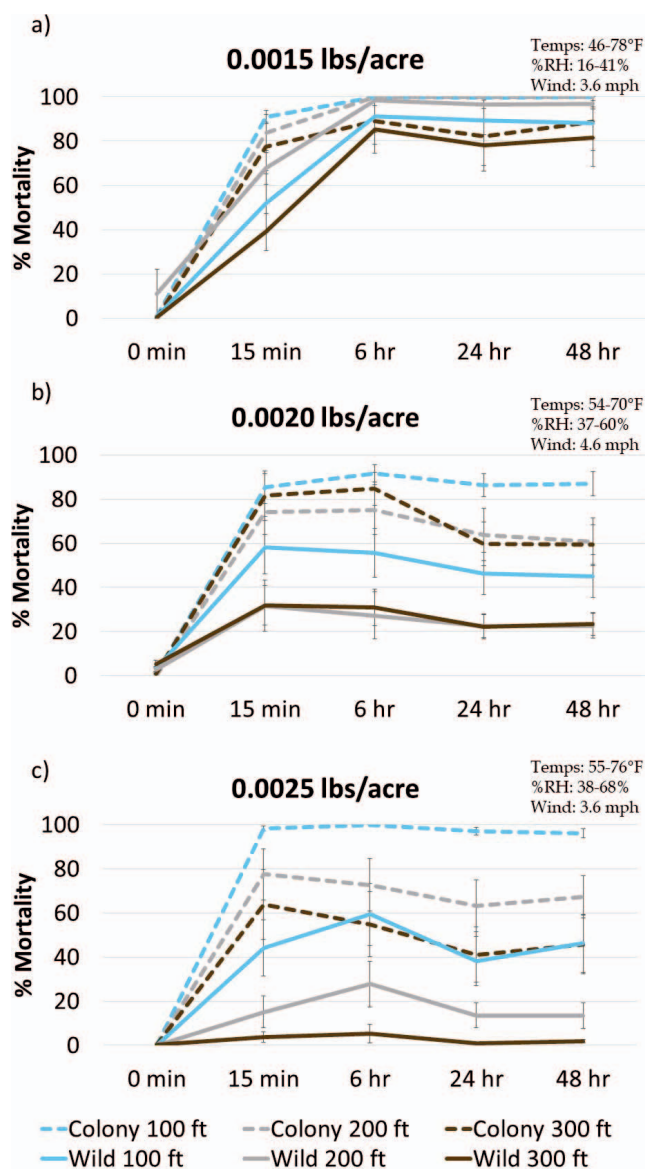 a)
0.0015 lbs/acre
Temps: 46-78°F
%RH: 16-41%
Wind: 3.6 mph
% Mortality
100
80
60
40
20
0
0 min 15 min 6 hr 24 hr 48 hr
b)
0.0020 lbs/acre
Temps: 54-70°F
%RH: 37-60%
Wind: 4.6 mph
% Mortality
100
80
60
40
20
0
0 min 15 min 6 hr 24 hr 48 hr
c)
0.0025 lbs/acre
Temps: 55-76°F
%RH: 38-68%
Wind: 3.6 mph
% Mortality
100
80
60
40
20
0
0 min 15 min 6 hr 24 hr 48 hr
Colony 100 ft Colony 200 ft Colony 300 ft
Wild 100 ft Wild 200 ft Wild 300 ft